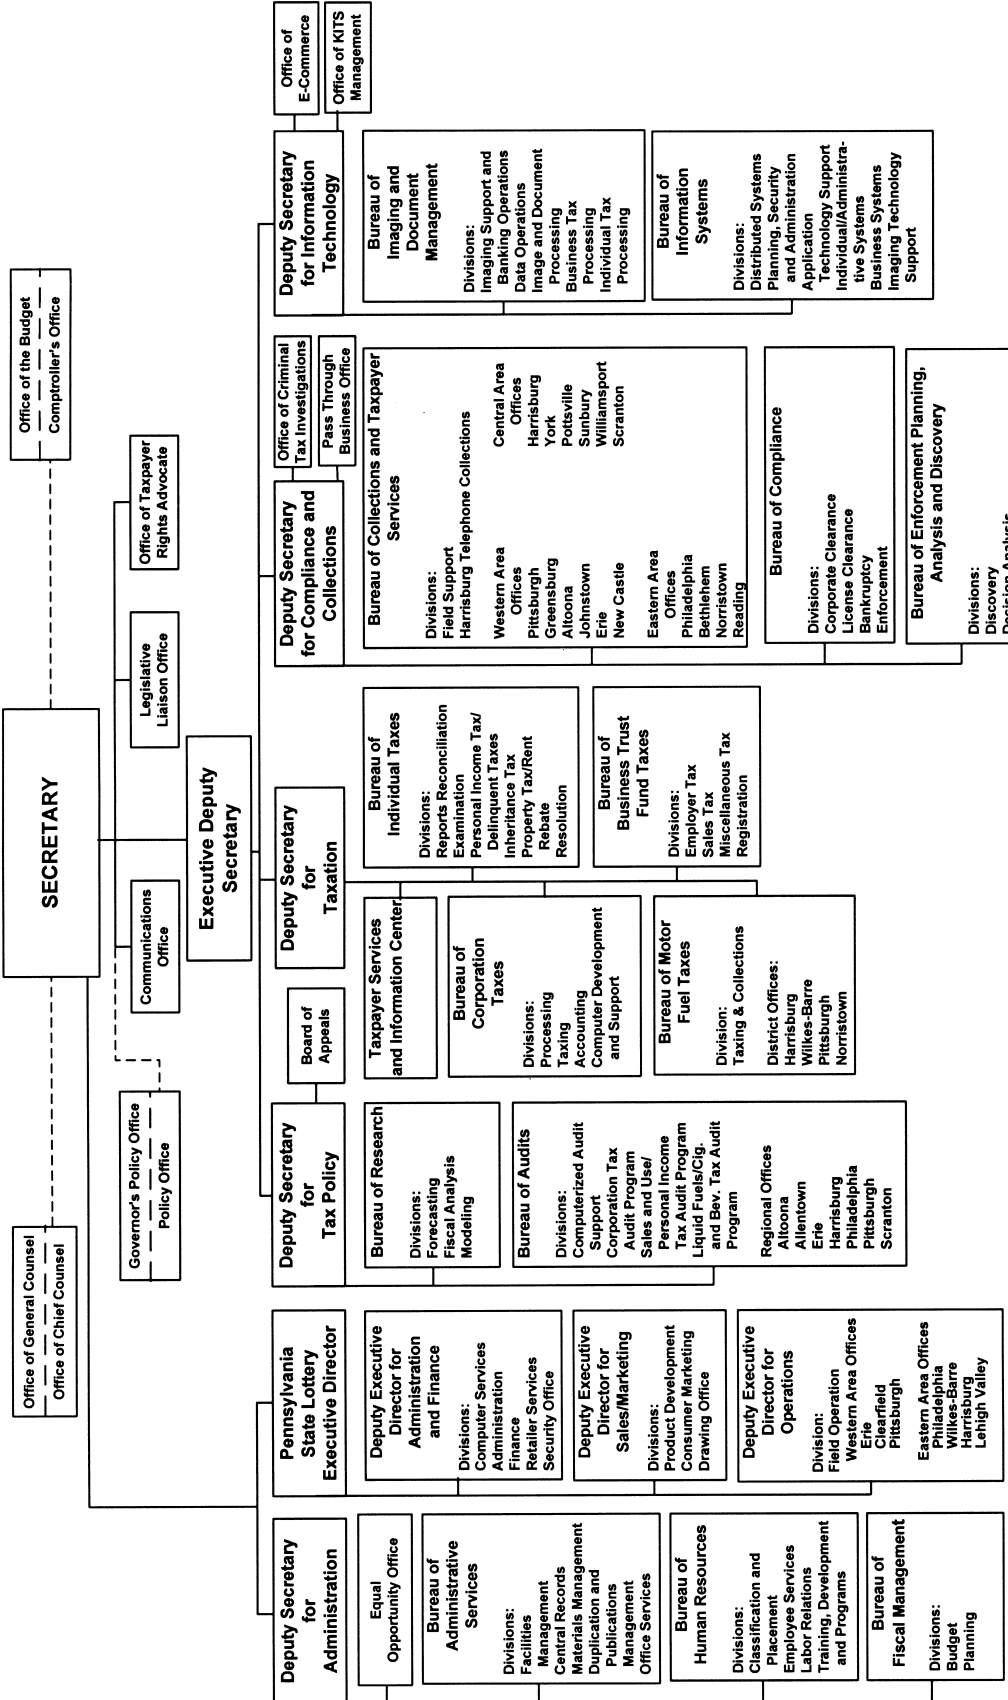 SECRETARY
Office of General Counsel
Office of Chief Counsel
Office of the Budget
Comptroller's Office
Governor's Policy Office
Policy Office
Communications
Office
Legislative
Liaison Office
Office of Taxpayer
Rights Advocate
Executive Deputy
Secretary
Deputy Secretary
for
Administration
Equal
Opportunity Office
Bureau of
Administrative
Services
Divisions:
Facilities
Management
Central Records
Materials Management
Duplication and
Publications
Management
Office Services
Bureau of
Human Resources
Divisions:
Classification and
Placement
Employee Services
Labor Relations
Training, Development
and Programs
Bureau of
Fiscal Management
Divisions:
Budget
Planning
Pennsylvania
State Lottery
Executive Director
Deputy Executive
Director for
Administration
and Finance
Divisions:
Computer Services
Administration
Finance
Retailer Services
Security Office
Deputy Executive
Director for
Sales/Marketing
Divisions:
Product Development
Consumer Marketing
Drawing Office
Deputy Executive
Director for
Operations
Division:
Field Operation
Western Area Offices
Erie
Clearfield
Pittsburgh
Eastern Area Offices
Philadelphia
Wilkes-Barre
Harrisburg
Lehigh Valley
Deputy Secretary
for
Tax Policy
Board of
Appeals
Bureau of Research
Divisions:
Forecasting
Fiscal Analysis
Modeling
Bureau of Audits
Divisions:
Computerized Audit
Support
Corporation Tax
Audit Program
Sales and Use/
Personal Income
Tax Audit Program
Liquid Fuels/Cig.
and Bev. Tax Audit
Program
Regional Offices
Altoona
Allentown
Erie
Harrisburg
Philadelphia
Pittsburgh
Scranton
Deputy Secretary
for
Taxation
Taxpayer Services
and Information Center
Bureau of
Corporation
Taxes
Divisions:
Processing
Taxing
Accounting
Computer Development
and Support
Bureau of Motor
Fuel Taxes
Division:
Taxing & Collections
District Offices:
Harrisburg
Wilkes-Barre
Pittsburgh
Norristown
Bureau of
Individual Taxes
Divisions:
Reports Reconciliation
Examination
Personal Income Tax/
Delinquent Taxes
Inheritance Tax
Property Tax/Rent
Rebate
Resolution
Bureau of
Business Trust
Fund Taxes
Divisions:
Employer Tax
Sales Tax
Miscellaneous Tax
Registration
Deputy Secretary
for Compliance and
Collections
Office of Criminal
Tax Investigations
Pass Through
Business Office
Bureau of Collections and Taxpayer
Services
Divisions:
Field Support
Harrisburg Telephone Collections
Western Area
Offices
Pittsburgh
Greensburg
Altoona
Johnstown
Erie
New Castle
Eastern Area
Offices
Philadelphia
Bethlehem
Norristown
Reading
Central Area
Offices
Harrisburg
York
Pottsville
Sunbury
Williamsport
Scranton
Bureau of Compliance
Divisions:
Corporate Clearance
License Clearance
Bankruptcy
Enforcement
Bureau of Enforcement Planning,
Analysis and Discovery
Divisions:
Discovery
Decision Analysis
Deputy Secretary
for Information
Technology
Office of
E-Commerce
Office of KITS
Management
Bureau of
Imaging and
Document
Management
Divisions:
Imaging Support and
Banking Operations
Data Operations
Image and Document
Processing
Business Tax
Processing
Individual Tax
Processing
Bureau of
Information
Systems
Divisions:
Distributed Systems
Planning, Security
and Administration
Application
Technology Support
Individual/Administra-
tive Systems
Business Systems
Imaging Technology
Support